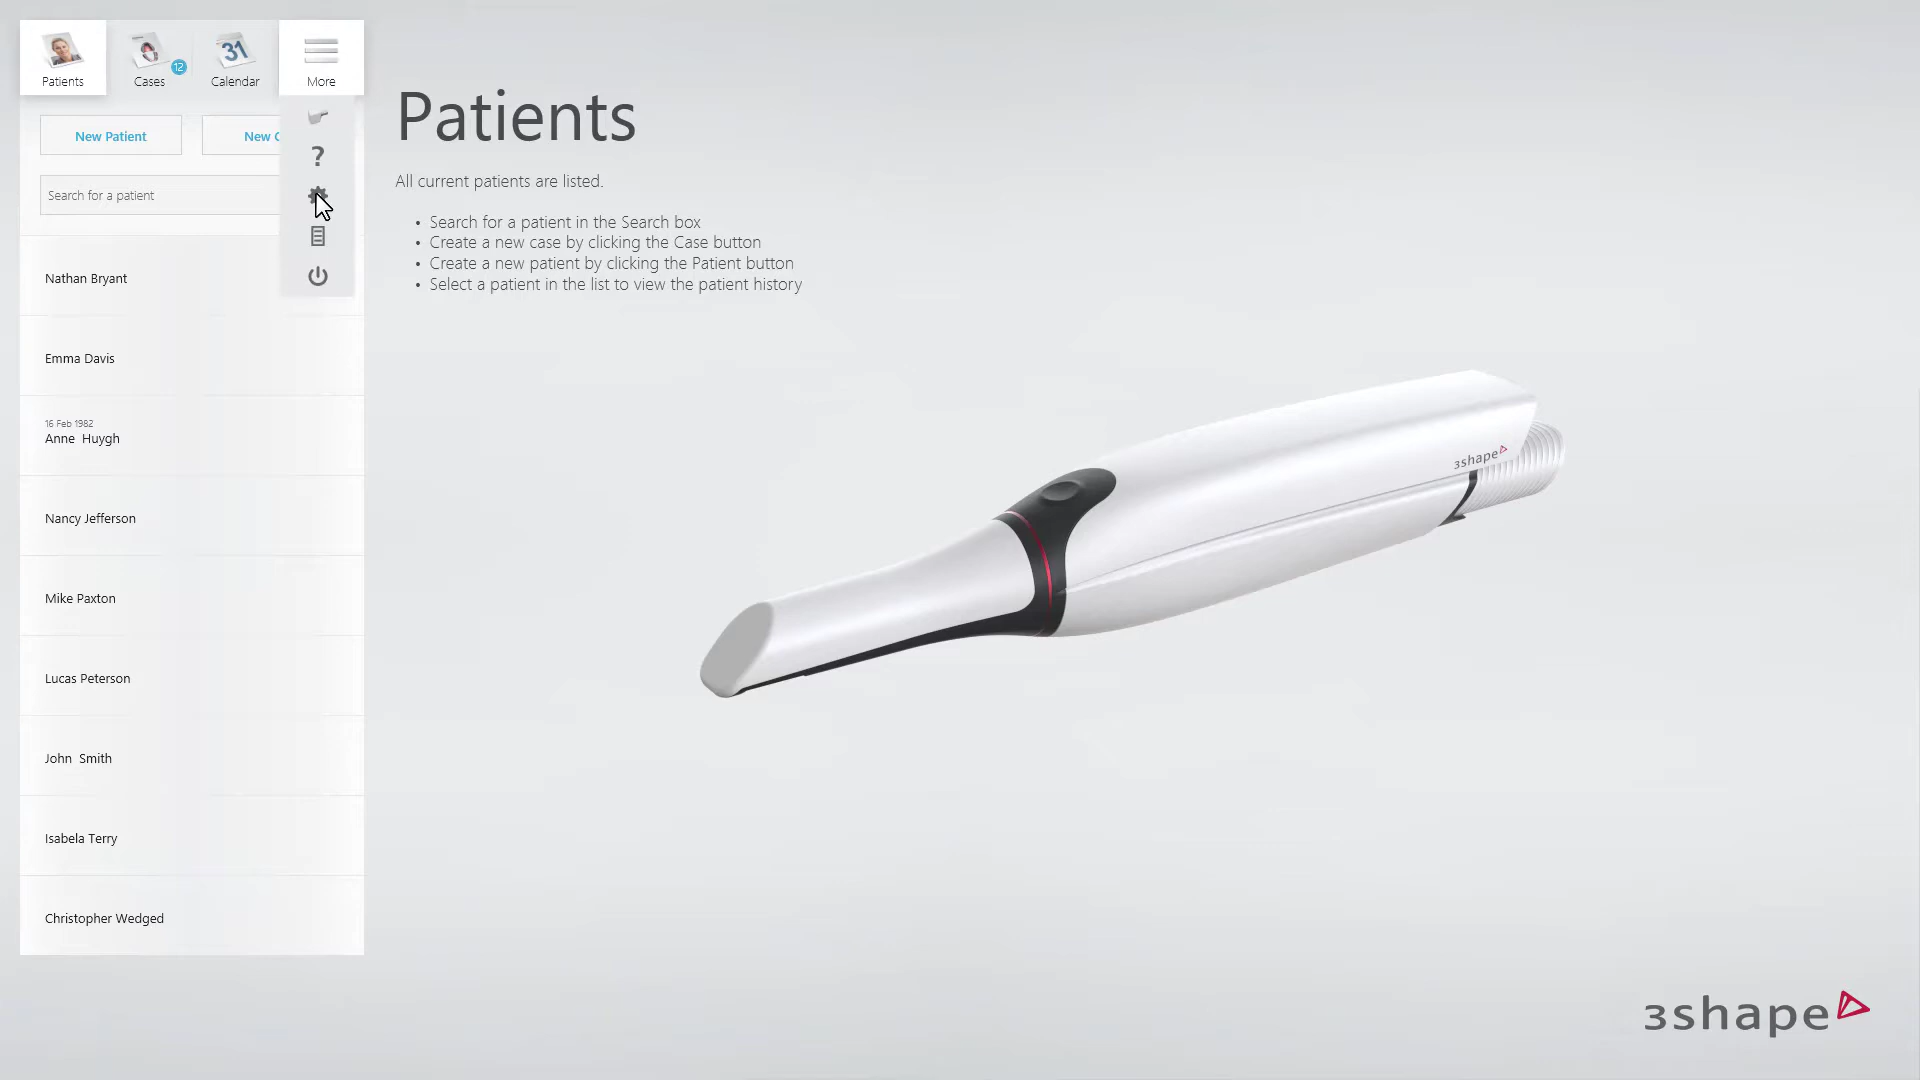 Patients
Cases
12
31
Calendar
More
New Patient
New C
?
Search for a patient
Nathan Bryant
Emma Davis
16 Feb 1982
Anne Huygh
Nancy Jefferson
Mike Paxton
Lucas Peterson
John Smith
Isabela Terry
Christopher Wedged
Patients
All current patients are listed.
• Search for a patient in the Search box
• Create a new case by clicking the Case button
• Create a new patient by clicking the Patient button
• Select a patient in the list to view the patient history
3shape
3shape